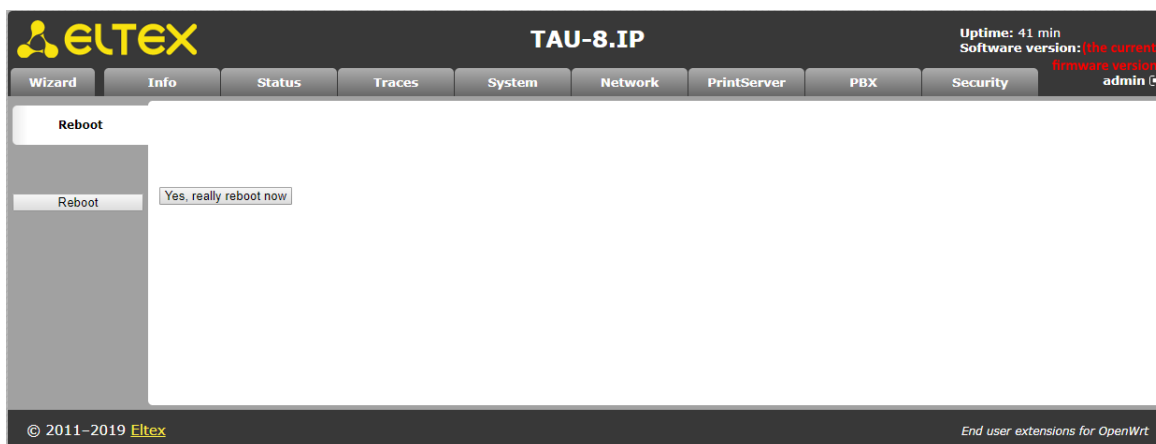 ELTEX
TAU-8.IP
Uptime: 41 min
Software version:(the current
firmware version
admin
Wizard
Info
Status
Traces
System
Network
PrintServer
PBX
Security
Reboot
Reboot
Yes, really reboot now
© 2011–2019 Eltex
End user extensions for OpenWrt